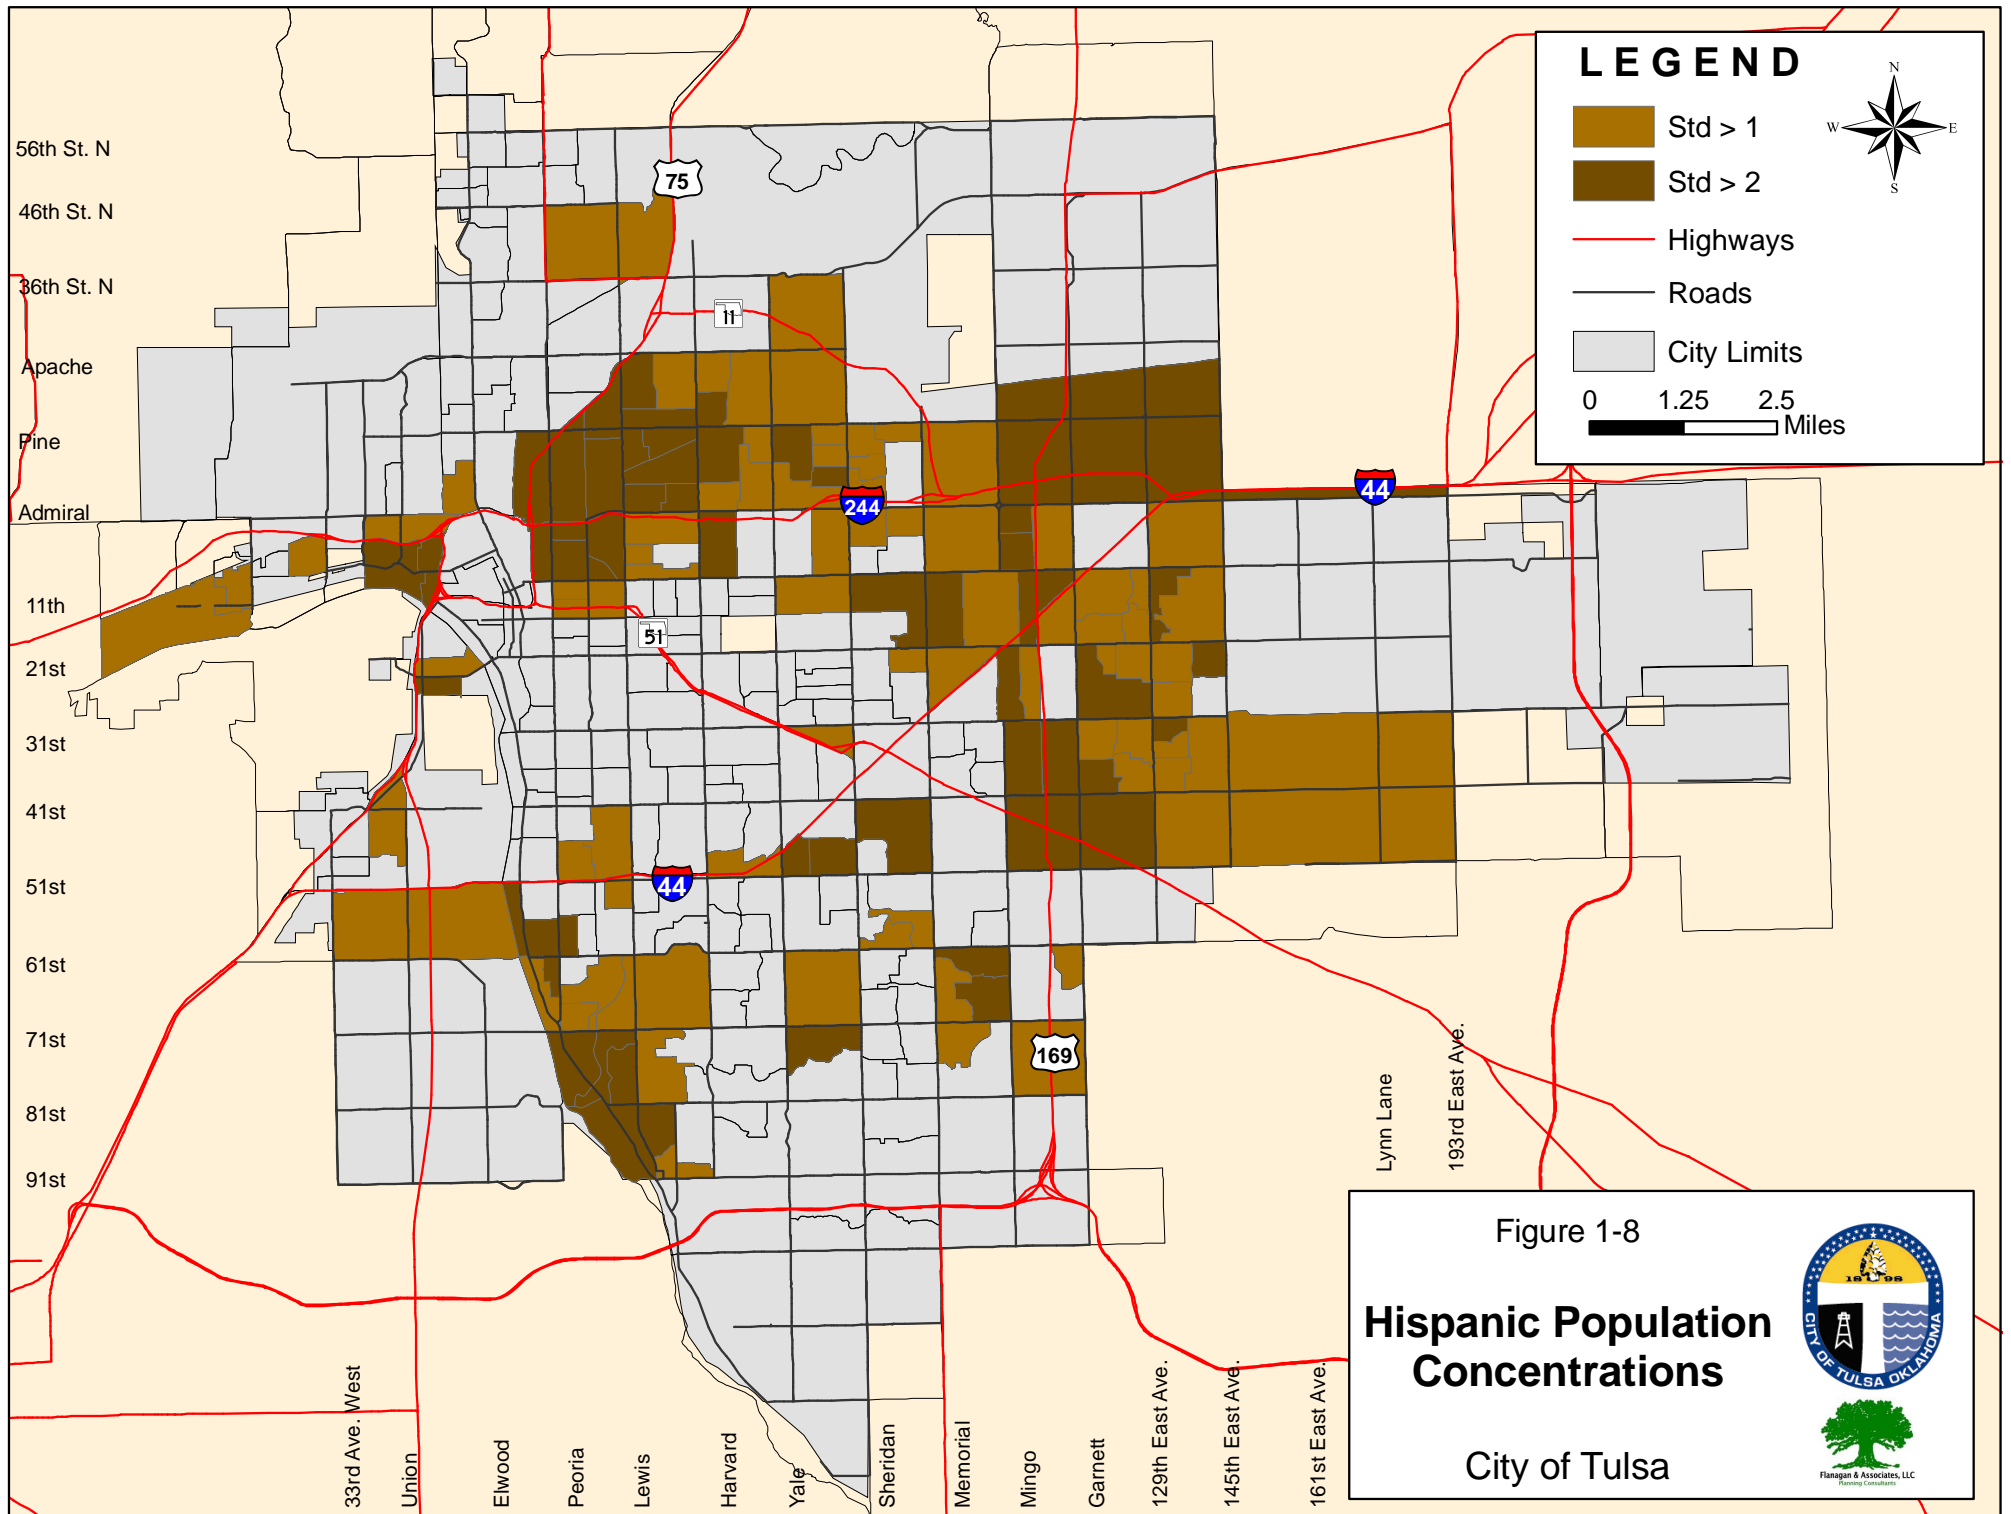 LEGEND
N
W
E
S
Std > 1
Std > 2
Highways
Roads
City Limits
0 1.25 2.5
Miles
56th St. N
46th St. N
36th St. N
Apache
Pine
Admiral
11th
21st
31st
41st
51st
61st
71st
81st
91st
75
11
244
44
51
44
169
33rd Ave. West
Union
Elwood
Peoria
Lewis
Harvard
Yale
Sheridan
Memorial
Mingo
Garnett
129th East Ave.
145th East Ave.
161st East Ave.
Lynn Lane
193rd East Ave.
Figure 1-8
Hispanic Population
Concentrations
City of Tulsa
1898
CITY OF TULSA OKLAHOMA
Flanagan & Associates, LLC
Planning Consultants